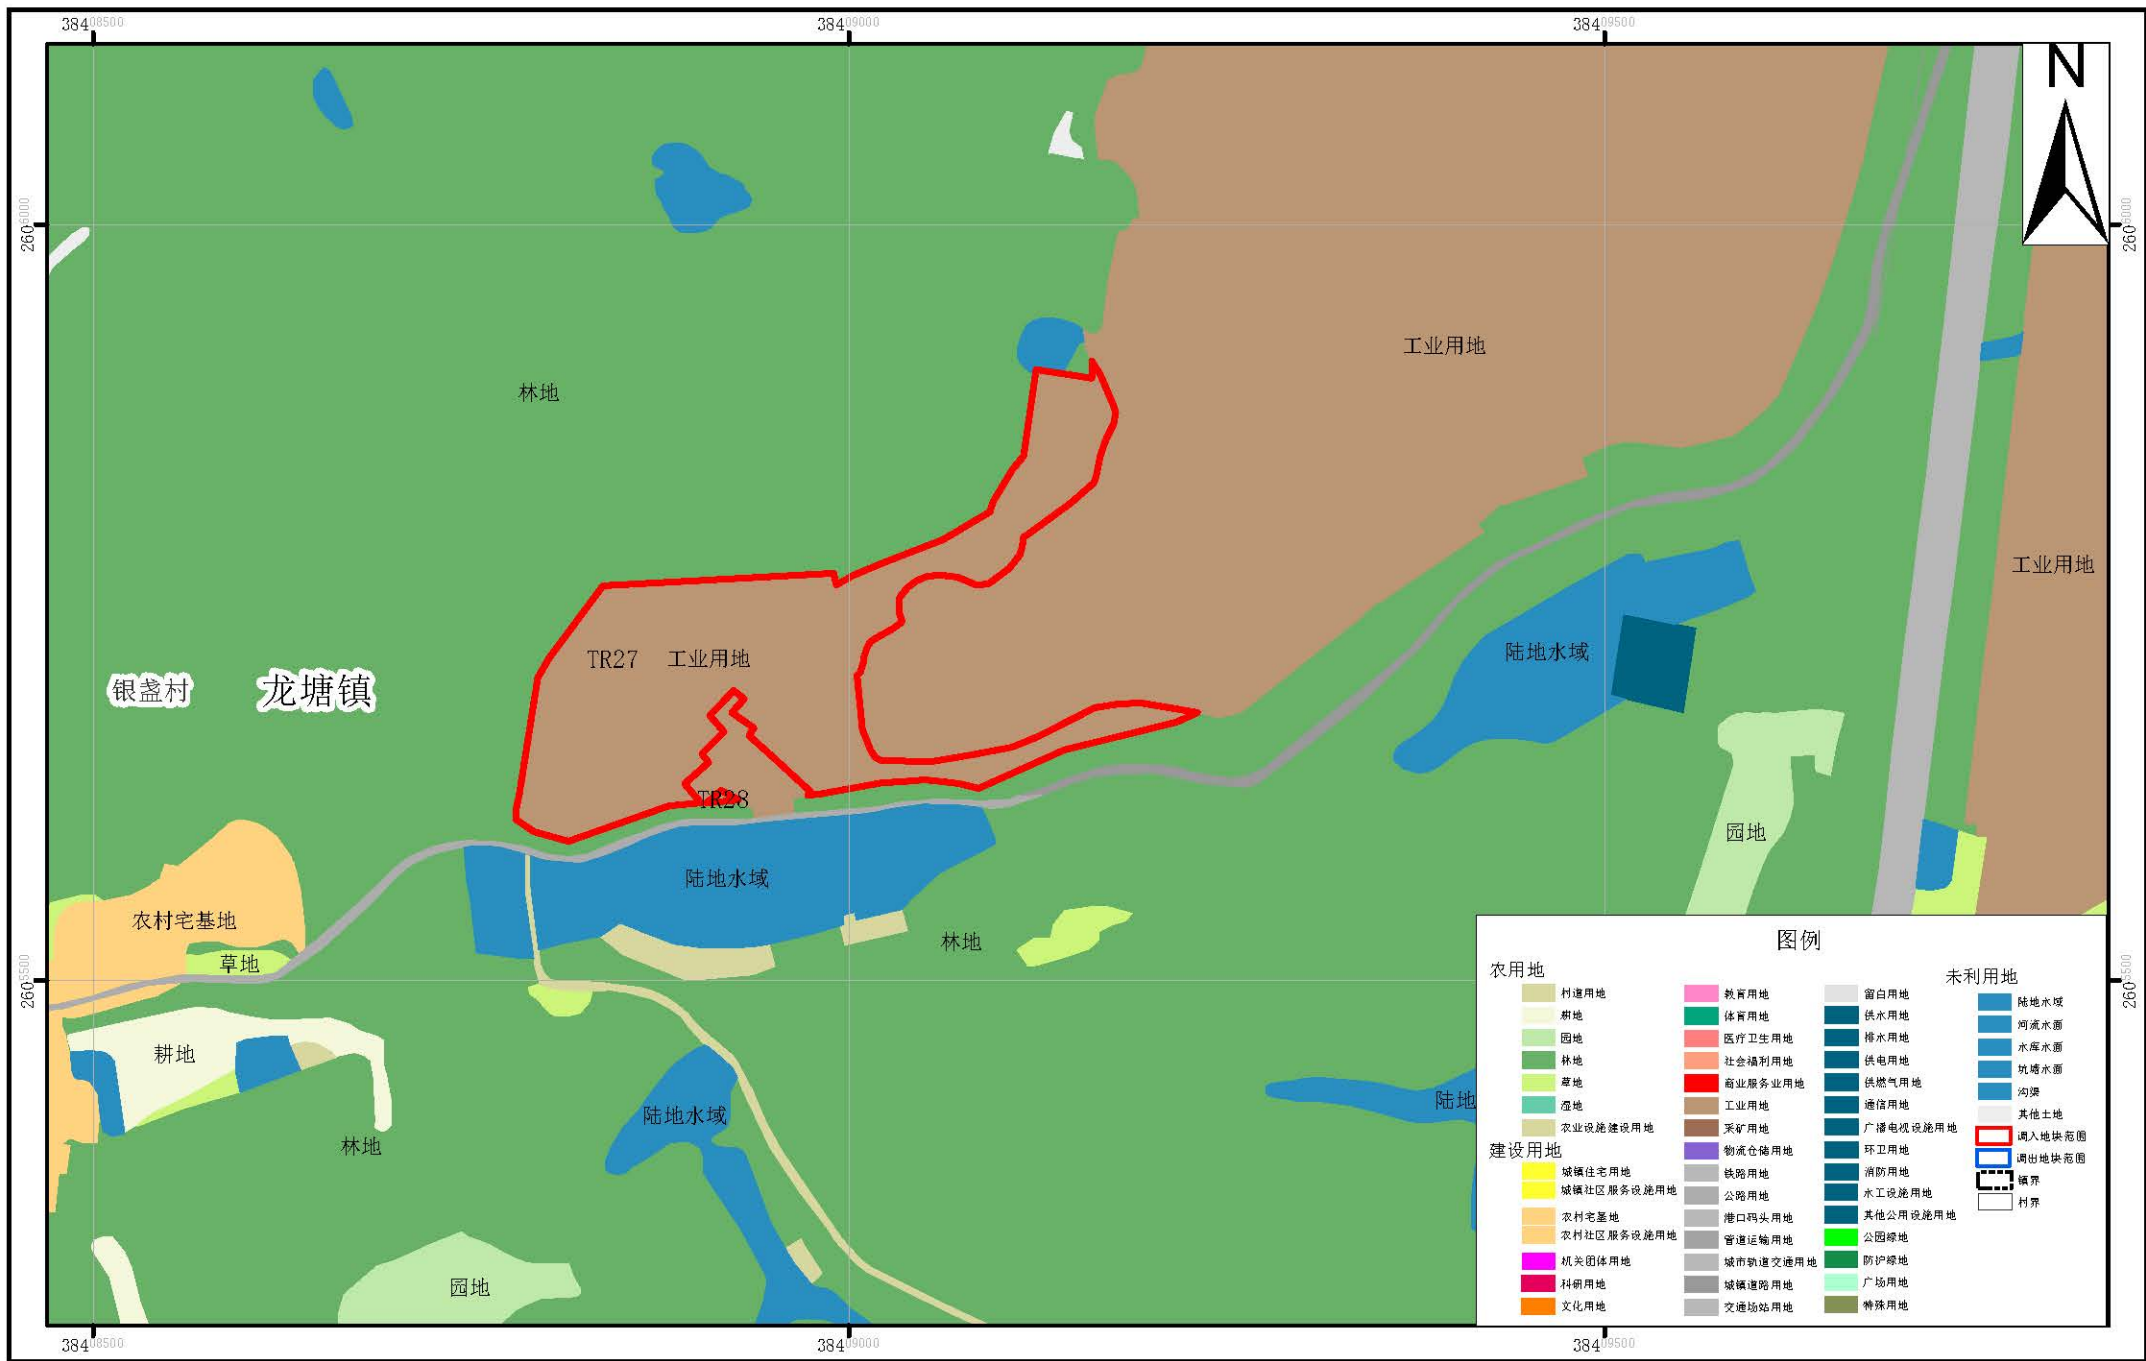 38408500
38409000
38409500
N
2606000
2606000
工业用地
林地
工业用地
陆地水域
TR27
工业用地
银盏村
龙塘镇
TR28
园地
陆地水域
农村宅基地
林地
草地
2605500
2605500
耕地
陆地水域
陆地
林地
园地
图例
农用地
村道用地
耕地
园地
林地
草地
湿地
农业设施建设用地
建设用地
城镇住宅用地
城镇社区服务设施用地
农村宅基地
农村社区服务设施用地
机关团体用地
科研用地
文化用地
教育用地
体育用地
医疗卫生用地
社会福利用地
商业服务业用地
工业用地
采矿用地
物流仓储用地
铁路用地
公路用地
港口码头用地
管道运输用地
城市轨道交通用地
城镇道路用地
交通场站用地
留白用地
供水用地
排水用地
供电用地
供燃气用地
通信用地
广播电视设施用地
环卫用地
消防用地
水工设施用地
其他公用设施用地
公园绿地
防护绿地
广场用地
特殊用地
未利用地
陆地水域
河流水面
水库水面
坑塘水面
沟渠
其他土地
调入地块范围
调出地块范围
镇界
村界
38408500
38409000
38409500